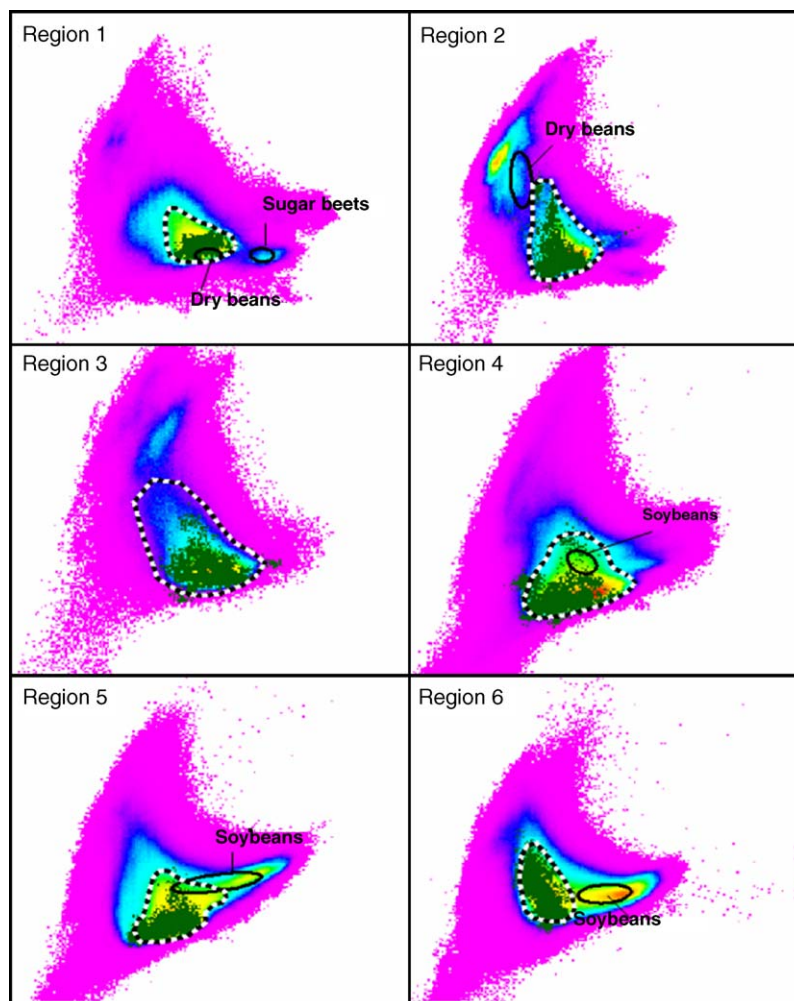 Region 1
Sugar beets
Dry beans
Region 2
Dry beans
Region 3
Region 4
Soybeans
Region 5
Soybeans
Region 6
Soybeans